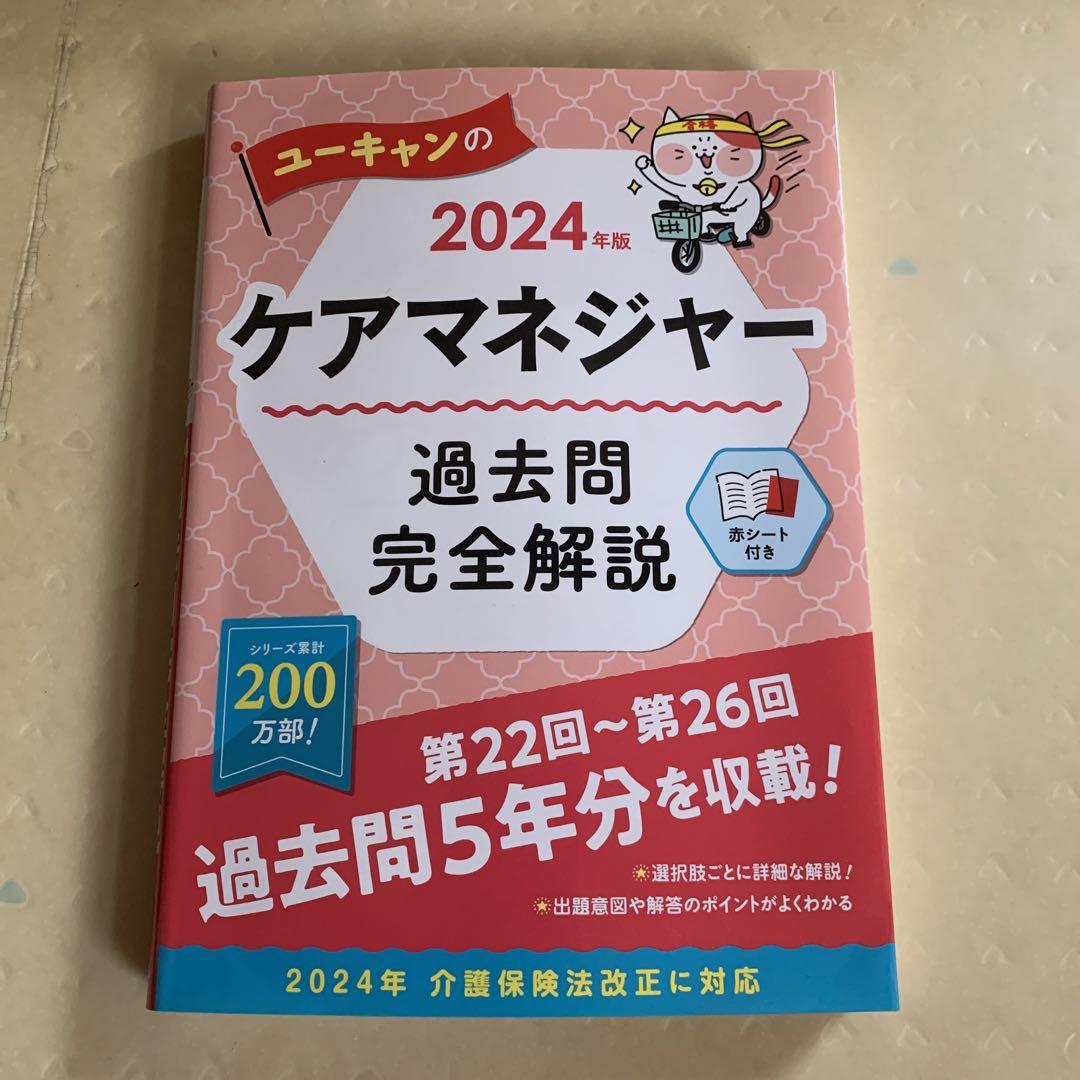 ユーキャンの
合格
2024年版
ケアマネジャー
過去問
完全解説
赤シート
付き
シリーズ累計
200
万部!
第22回~第26回
過去問5年分を収載!
選択肢ごとに詳細な解説!
出題意図や解答のポイントがよくわかる
2024年 介護保険法改正に対応